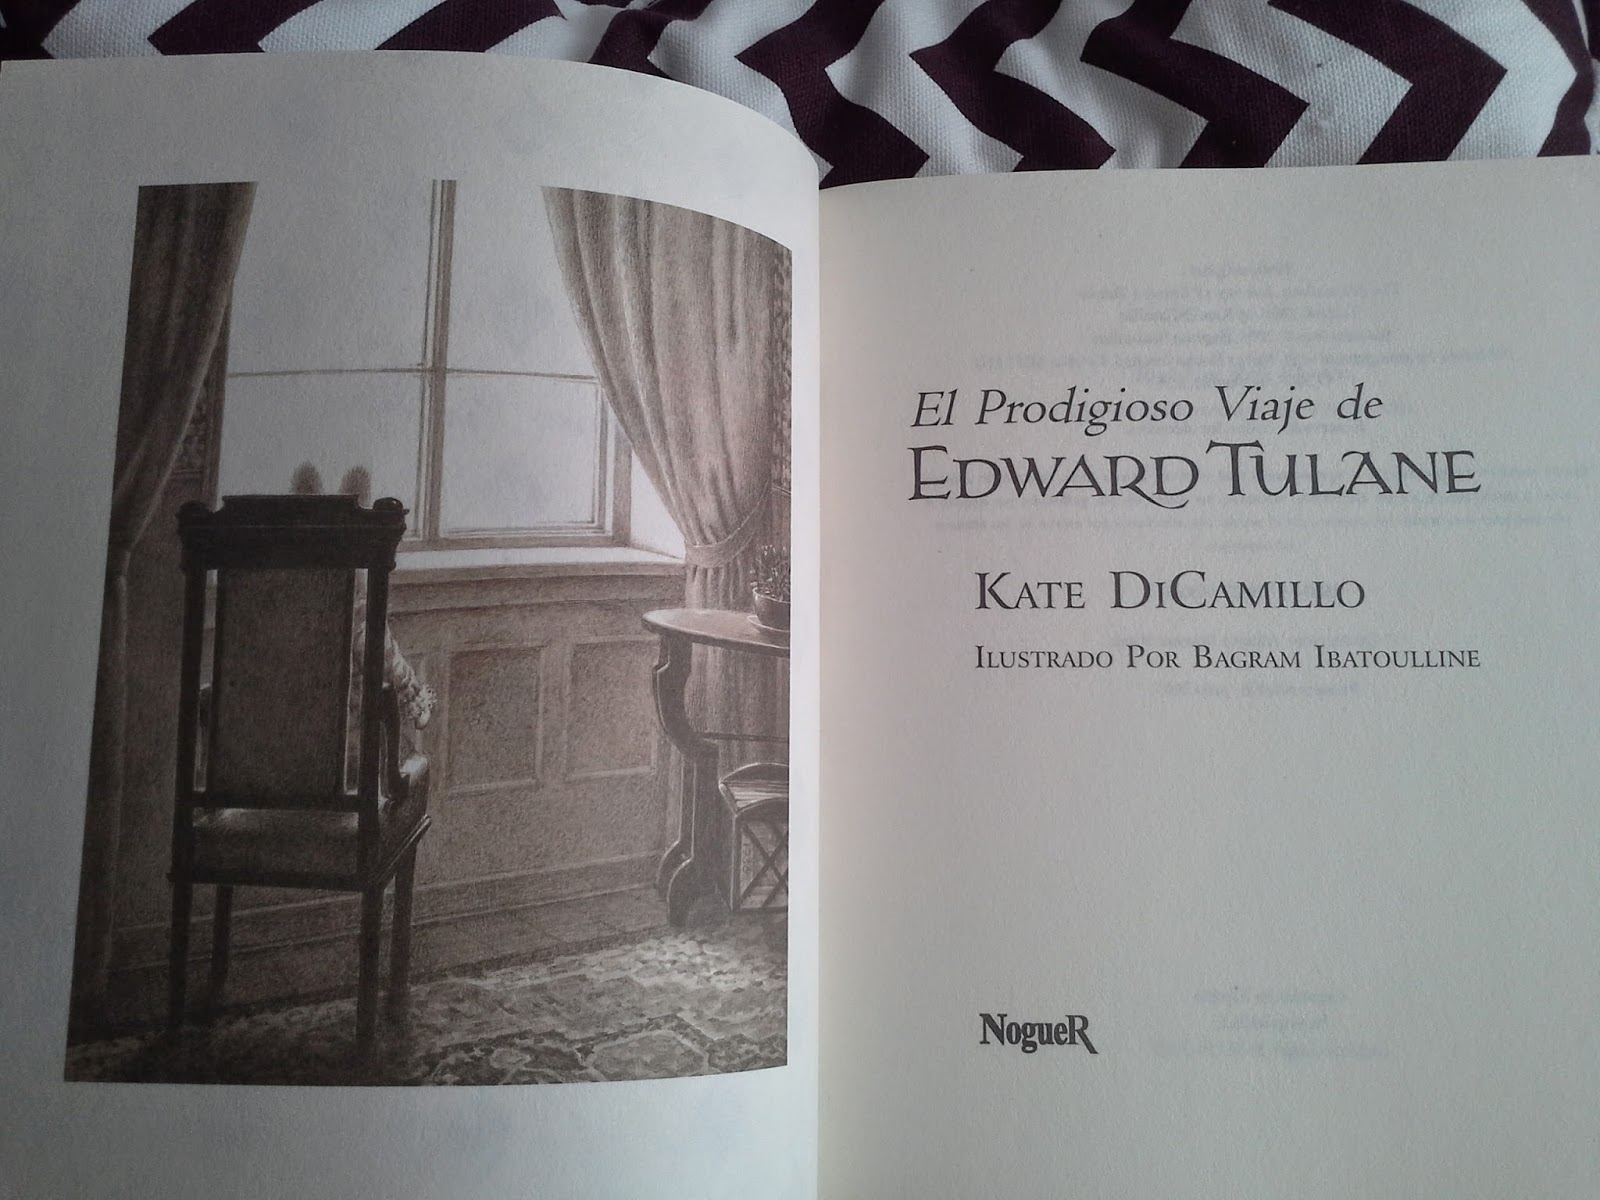 El Prodigioso Viaje de
EDWARD TULANE
KATE DICAMILLO
ILUSTRADO POR BAGRAM IBATOULLINE
NogueR